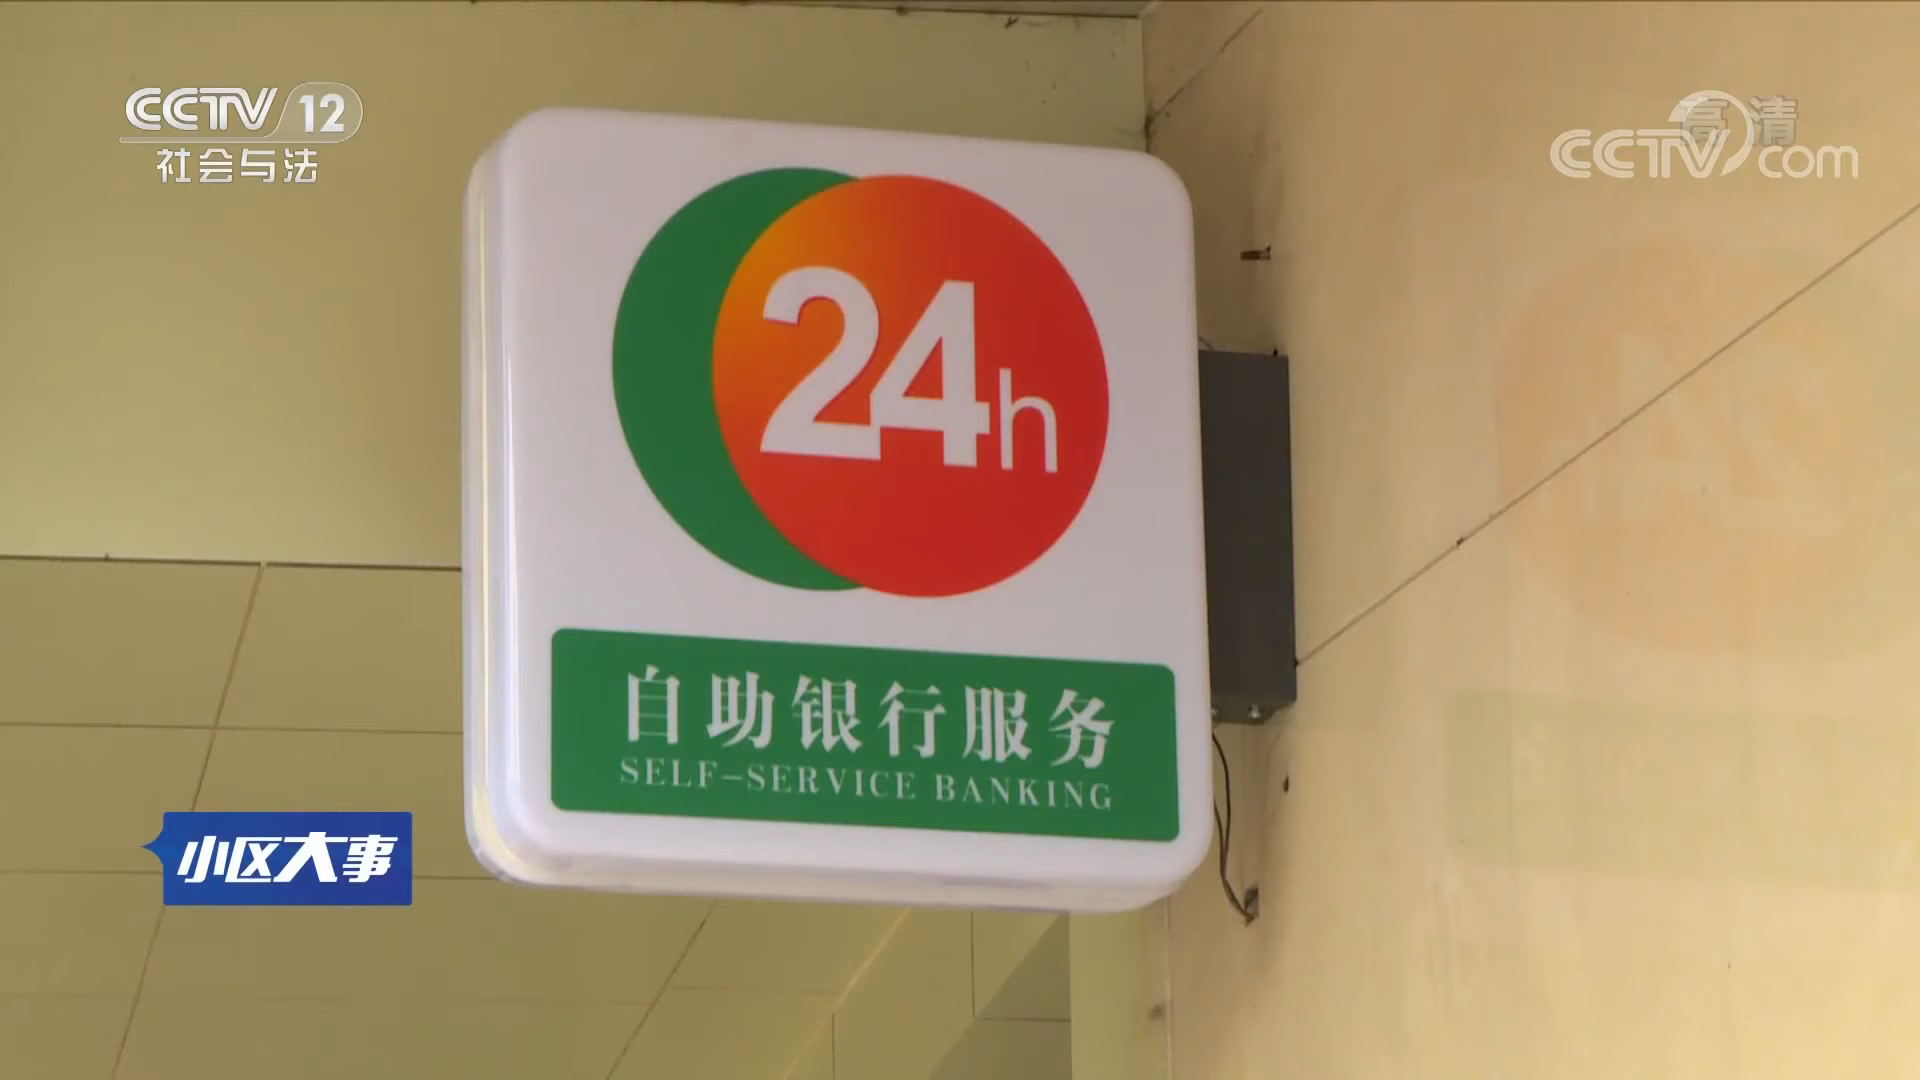 CCTV 12
社会与法
高清
CCTV.com
24h
自助银行服务
SELF-SERVICE BANKING
小区大事